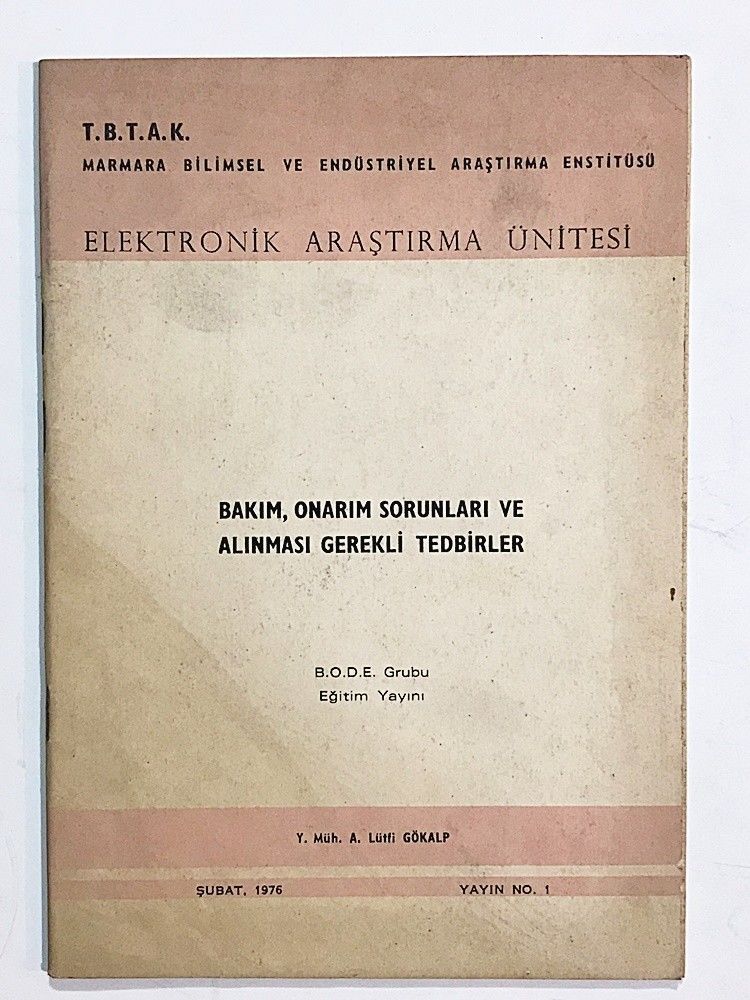 T.B.T.A.K.
MARMARA BİLİMSEL VE ENDÜSTRİYEL ARAŞTIRMA ENSTİTÜSÜ
ELEKTRONİK ARAŞTIRMA ÜNİTESİ
BAKIM, ONARIM SORUNLARI VE
ALINMASI GEREKLİ TEDBİRLER
B.O.D.E. Grubu
Eğitim Yayını
Y. Müh. A. Lütfi GÖKALP
ŞUBAT, 1976 YAYIN NO. 1